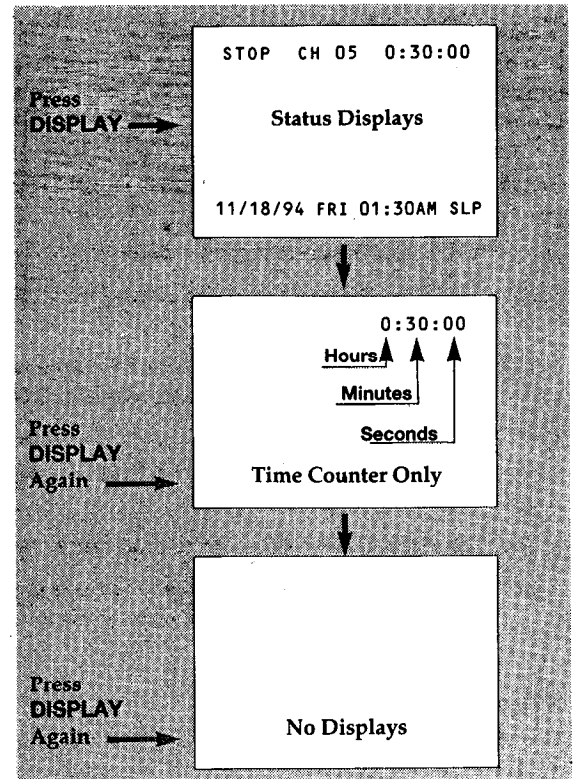 STOP CH 05 0:30:00
Press
DISPLAY
Status Displays
11/18/94 FRI 01:30AM SLP
0:30:00
Hours
Minutes
Seconds
Press
DISPLAY
Again
Time Counter Only
Press
DISPLAY
Again
No Displays